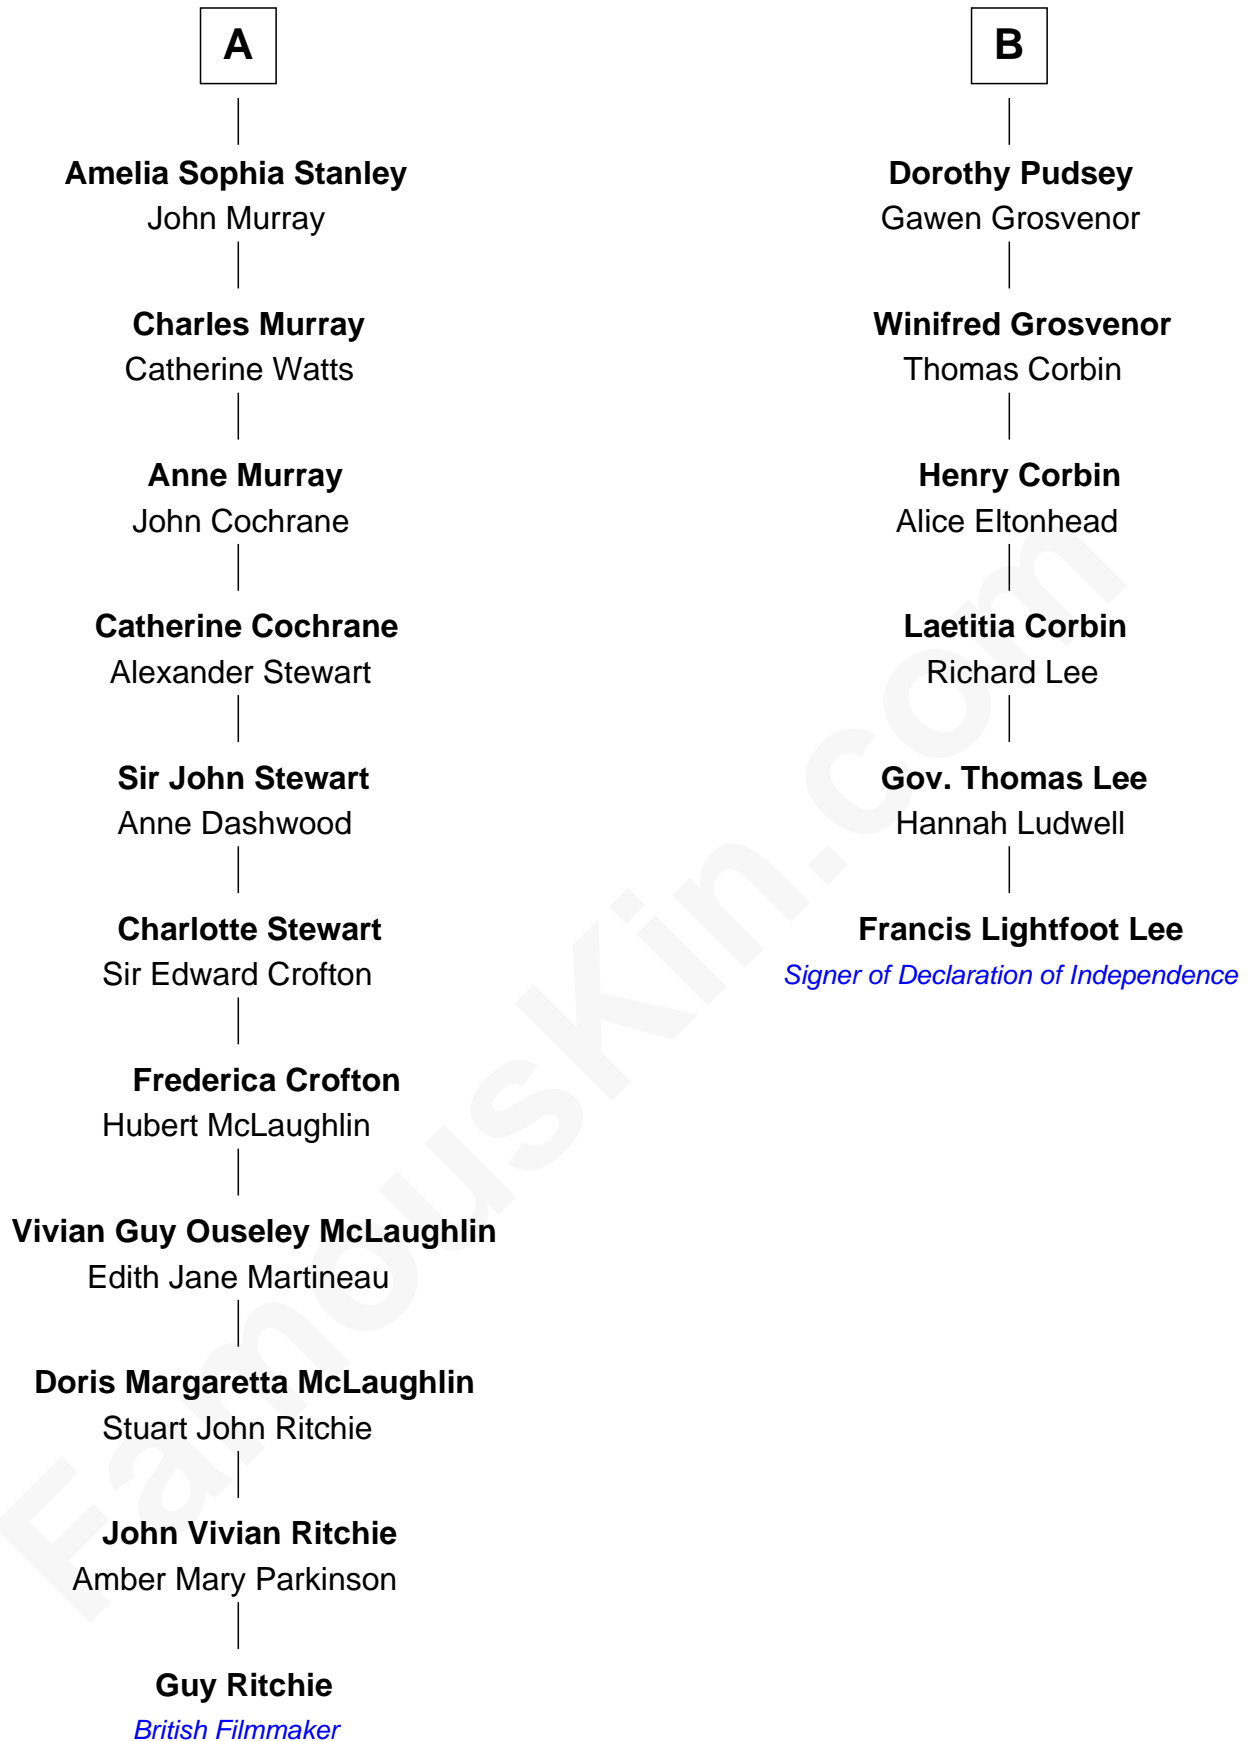 A
Amelia Sophia Stanley
John Murray
Charles Murray
Catherine Watts
Anne Murray
John Cochrane
Catherine Cochrane
Alexander Stewart
Sir John Stewart
Anne Dashwood
Charlotte Stewart
Sir Edward Crofton
Frederica Crofton
Hubert McLaughlin
Vivian Guy Ouseley McLaughlin
Edith Jane Martineau
Doris Margaretta McLaughlin
Stuart John Ritchie
John Vivian Ritchie
Amber Mary Parkinson
Guy Ritchie
British Filmmaker
B
Dorothy Pudsey
Gawen Grosvenor
Winifred Grosvenor
Thomas Corbin
Henry Corbin
Alice Eltonhead
Laetitia Corbin
Richard Lee
Gov. Thomas Lee
Hannah Ludwell
Francis Lightfoot Lee
Signer of Declaration of Independence
FamousKin.com